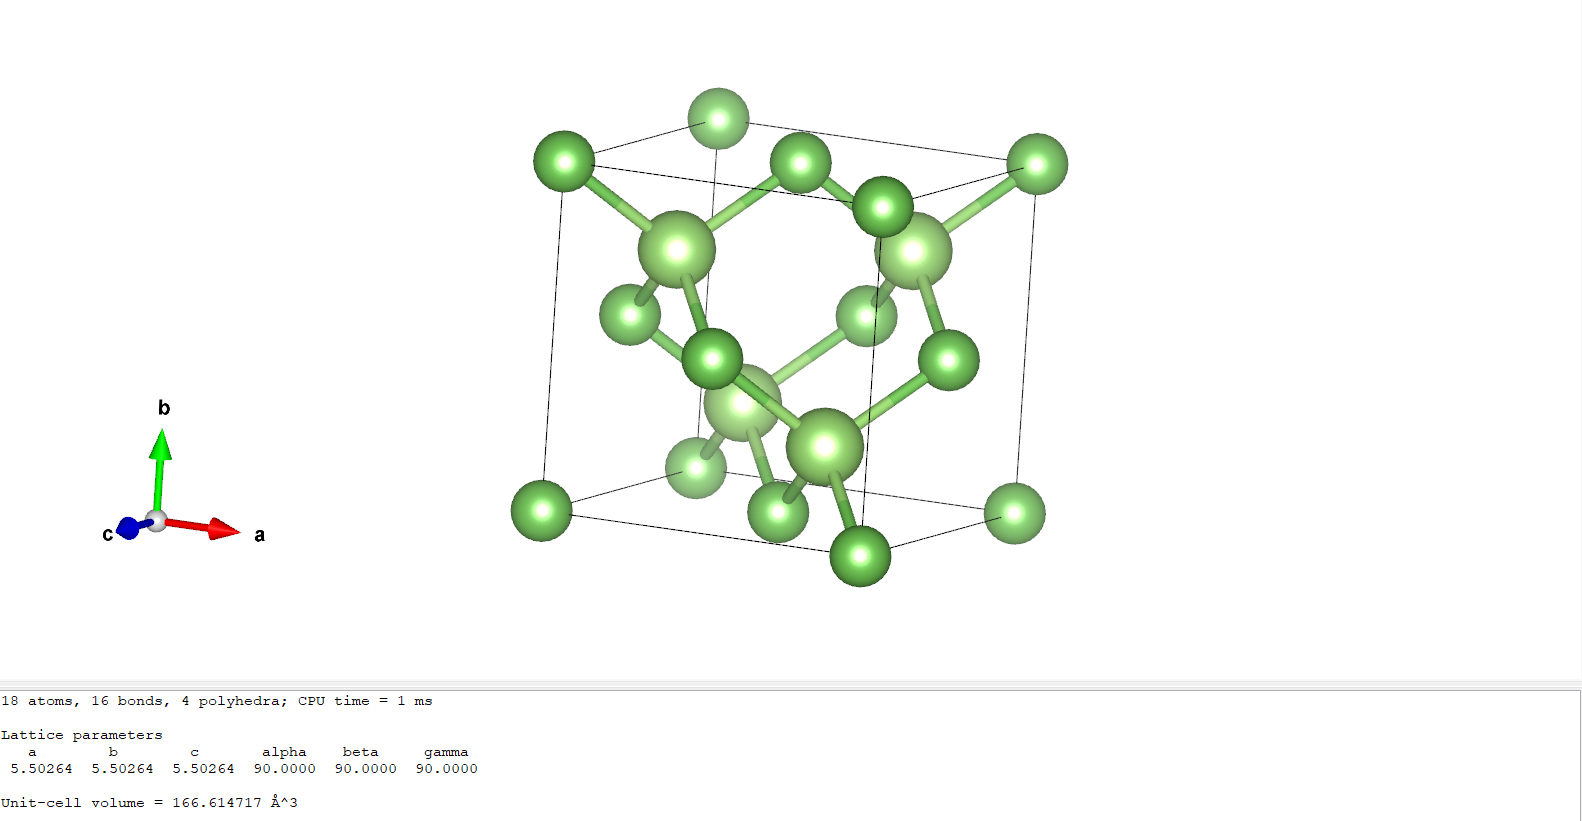 b
c
a
18 atoms, 16 bonds, 4 polyhedra; CPU time = 1 ms
Lattice parameters
a b c alpha beta gamma
5.50264 5.50264 5.50264 90.0000 90.0000 90.0000
Unit-cell volume = 166.614717 Å^3